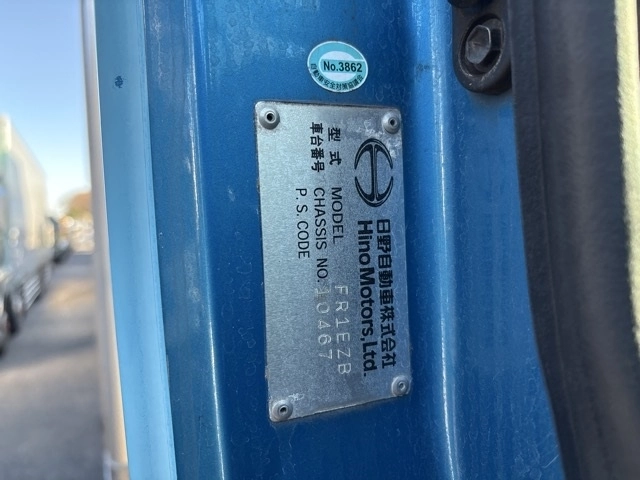 No.3862
日野自動車株式会社
HinoMotors,Ltd.
型式 MODEL FR1EZB
車台番号 CHASSIS NO. 10467
P.S.CODE